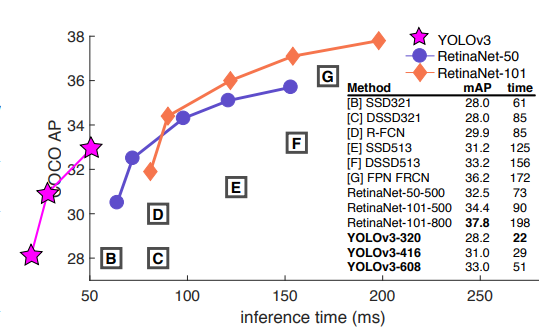 38
36
34
32
30
28
50
100
150
200
250
COCO AP
inference time (ms)
B
C
D
E
F
G
YOLOv3
RetinaNet-50
RetinaNet-101
Method mAP time
[B] SSD321 28.0 61
[C] DSSD321 28.0 85
[D] R-FCN 29.9 85
[E] SSD513 31.2 125
[F] DSSD513 33.2 156
[G] FPN FRCN 36.2 172
RetinaNet-50-500 32.5 73
RetinaNet-101-500 34.4 90
RetinaNet-101-800 37.8 198
YOLOv3-320 28.2 22
YOLOv3-416 31.0 29
YOLOv3-608 33.0 51